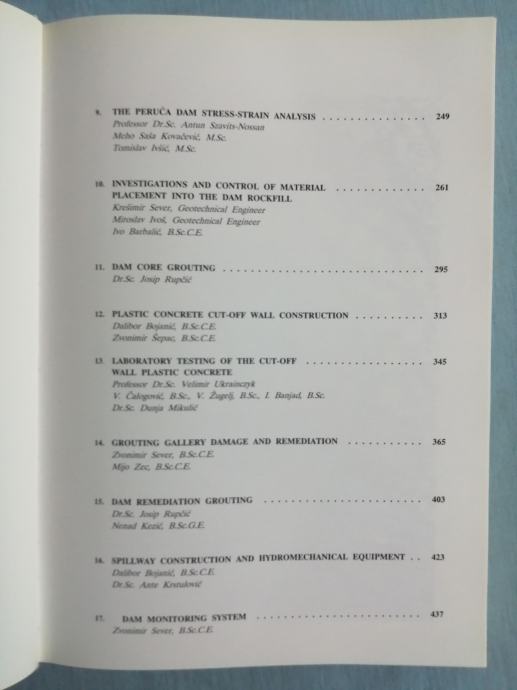 9. THE PERUČA DAM STRESS-STRAIN ANALYSIS . . . . . . . . . . . . . . . 249
Professor Dr.Sc. Antun Szavits-Nossan
Meho Saša Kovačević, M.Sc.
Tomislav Ivšić, M.Sc.
10. INVESTIGATIONS AND CONTROL OF MATERIAL . . . . . . . . . . . . . 261
PLACEMENT INTO THE DAM ROCKFILL
Krešimir Sever, Geotechnical Engineer
Miroslav Ivoš, Geotechnical Engineer
Ivo Barbalić, B.Sc.C.E.
11. DAM CORE GROUTING . . . . . . . . . . . . . . . . . . . . . . . . . . . . . 295
Dr.Sc. Josip Rupčić
12. PLASTIC CONCRETE CUT-OFF WALL CONSTRUCTION . . . . . . . . . . 313
Dalibor Bojanić, B.Sc.C.E.
Zvonimir Šepac, B.Sc.C.E.
13. LABORATORY TESTING OF THE CUT-OFF . . . . . . . . . . . . . . . . . 345
WALL PLASTIC CONCRETE
Professor Dr.Sc. Velimir Ukrainczyk
V. Čalogović, B.Sc., V. Žugelj, B.Sc., I. Banjad, B.Sc.
Dr.Sc. Dunja Mikulić
14. GROUTING GALLERY DAMAGE AND REMEDIATION . . . . . . . . . . . 365
Zvonimir Sever, B.Sc.C.E.
Mijo Zec, B.Sc.C.E.
15. DAM REMEDIATION GROUTING . . . . . . . . . . . . . . . . . . . . . . . 403
Dr.Sc. Josip Rupčić
Nenad Kezić, B.Sc.G.E.
16. SPILLWAY CONSTRUCTION AND HYDROMECHANICAL EQUIPMENT . . 423
Dalibor Bojanić, B.Sc.C.E.
Dr.Sc. Ante Krstulović
17. DAM MONITORING SYSTEM . . . . . . . . . . . . . . . . . . . . . . . . 437
Zvonimir Sever, B.Sc.C.E.